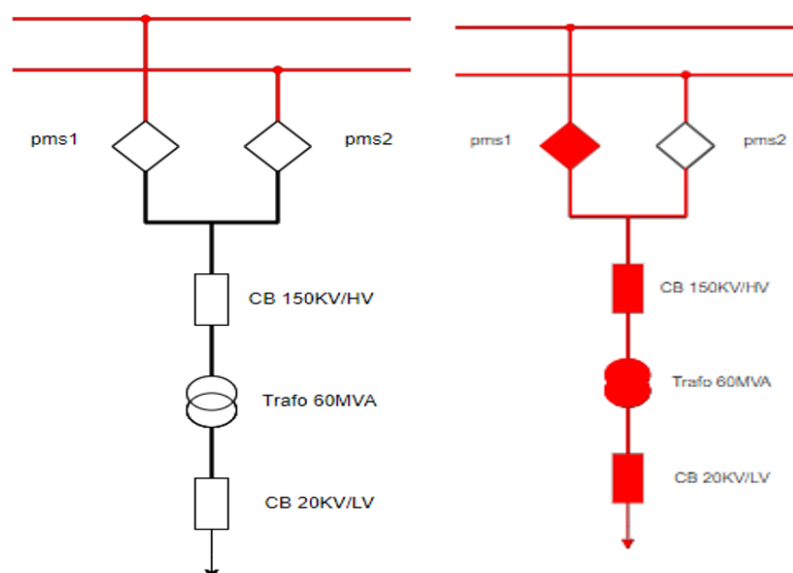 pms1
pms2
CB 150KV/HV
Trafo 60MVA
CB 20KV/LV
pms1
pms2
CB 150KV/HV
Trafo 60MVA
CB 20KV/LV